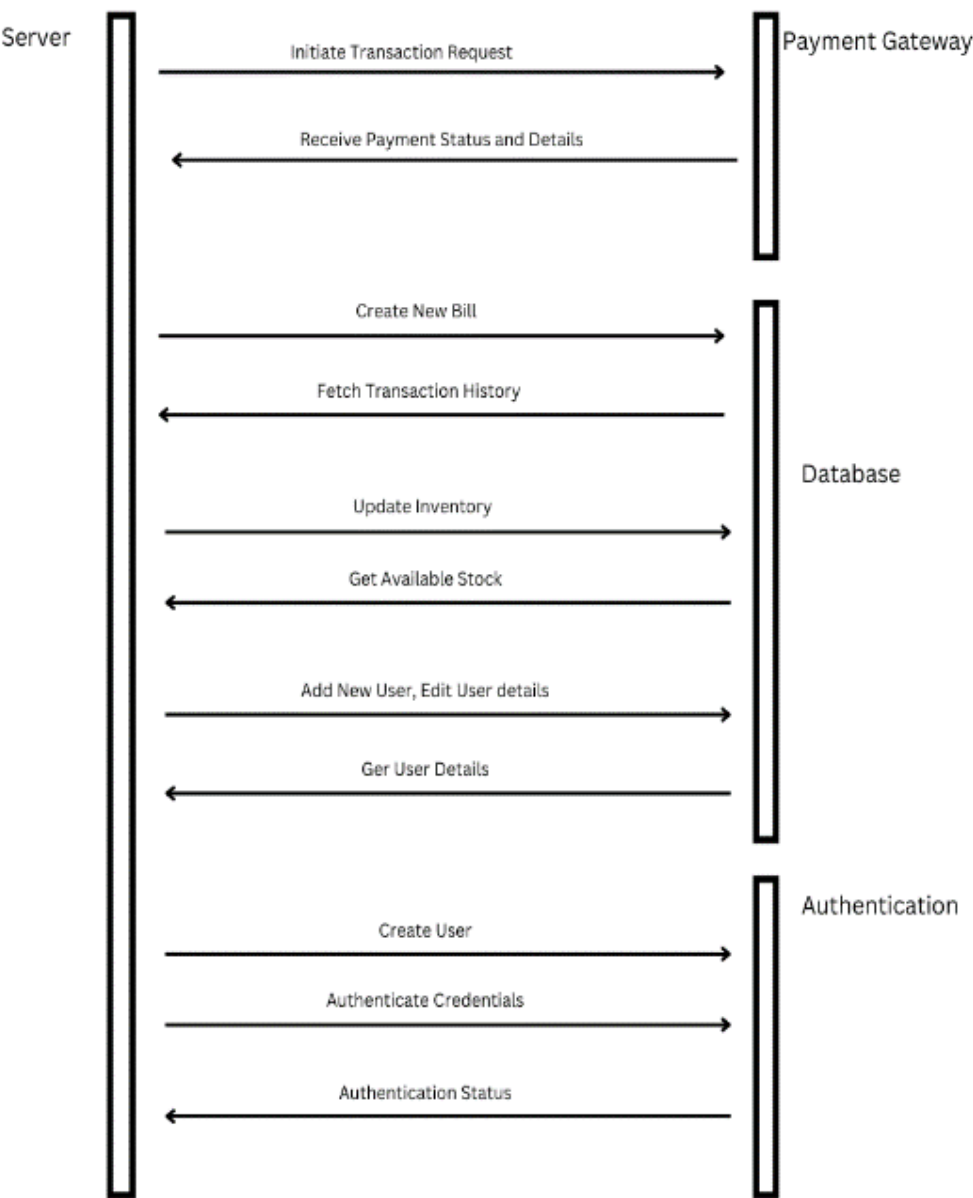 Server
Payment Gateway
Initiate Transaction Request
Receive Payment Status and Details
Create New Bill
Fetch Transaction History
Database
Update Inventory
Get Available Stock
Add New User, Edit User details
Ger User Details
Authentication
Create User
Authenticate Credentials
Authentication Status